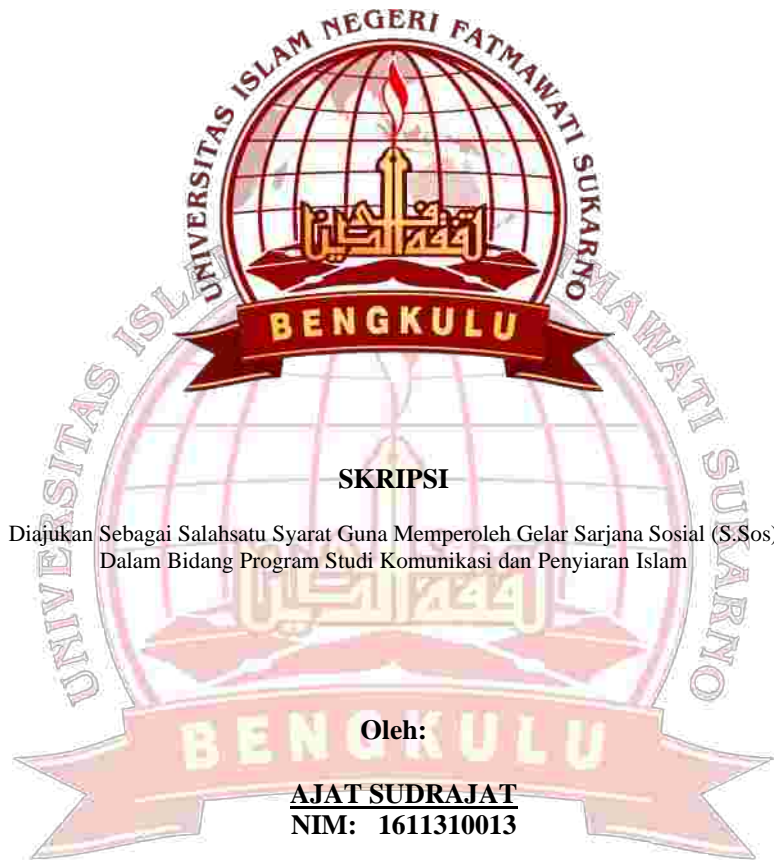 UNIVERSITAS ISLAM NEGERI FATMAWATI SUKARNO
BENGKULU
SKRIPSI
Diajukan Sebagai Salahsatu Syarat Guna Memperoleh Gelar Sarjana Sosial (S.Sos)
Dalam Bidang Program Studi Komunikasi dan Penyiaran Islam
Oleh:
BENGKULU
AJAT SUDRAJAT
NIM: 1611310013